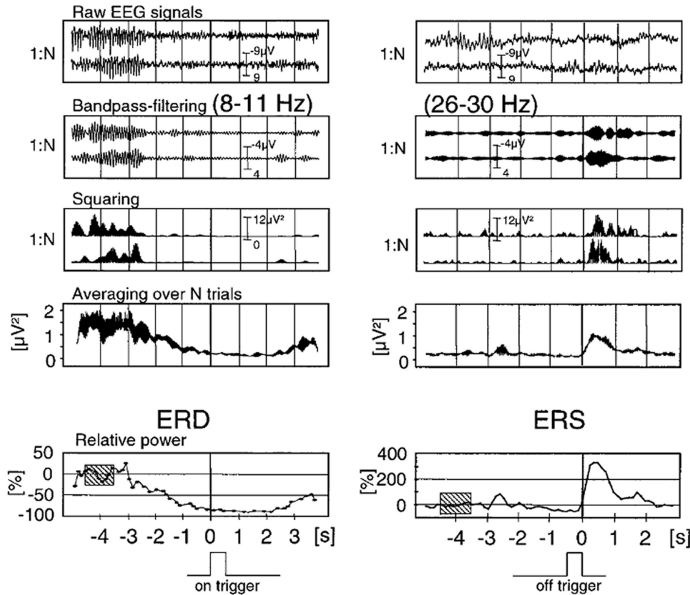 Raw EEG signals
1:N
-9µV
9
-9µV
9
Bandpass-filtering (8-11 Hz)
(26-30 Hz)
1:N
-4µV
4
1:N
-4µV
4
Squaring
1:N
12µV²
0
1:N
12µV²
0
Averaging over N trials
[µV²]
2
1
0
[µV²]
2
1
0
ERD
ERS
Relative power
[%]
50
0
-50
-100
[%]
400
200
0
-4 -3 -2 -1 0 1 2 3 [s]
-4 -3 -2 -1 0 1 2 [s]
on trigger
off trigger